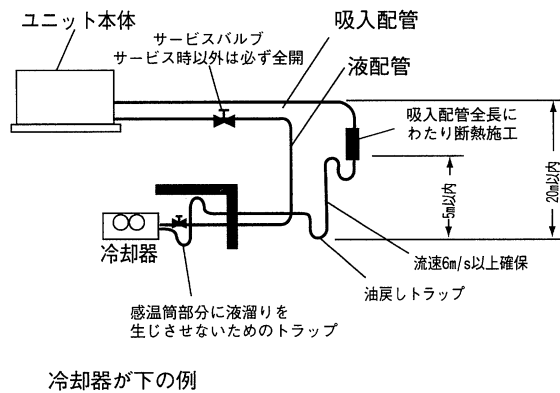 ユニット本体
吸入配管
サービスバルブ
サービス時以外は必ず全開
液配管
吸入配管全長に
わたり断熱施工
20m以内
5m以内
冷却器
流速6m/s以上確保
油戻しトラップ
感温筒部分に液溜りを
生じさせないためのトラップ
冷却器が下の例